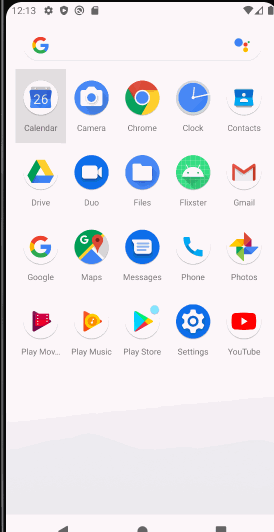 12:13
26
Calendar Camera Chrome Clock Contacts
Drive Duo Files Flixster Gmail
Google Maps Messages Phone Photos
Play Mov... Play Music Play Store Settings YouTube